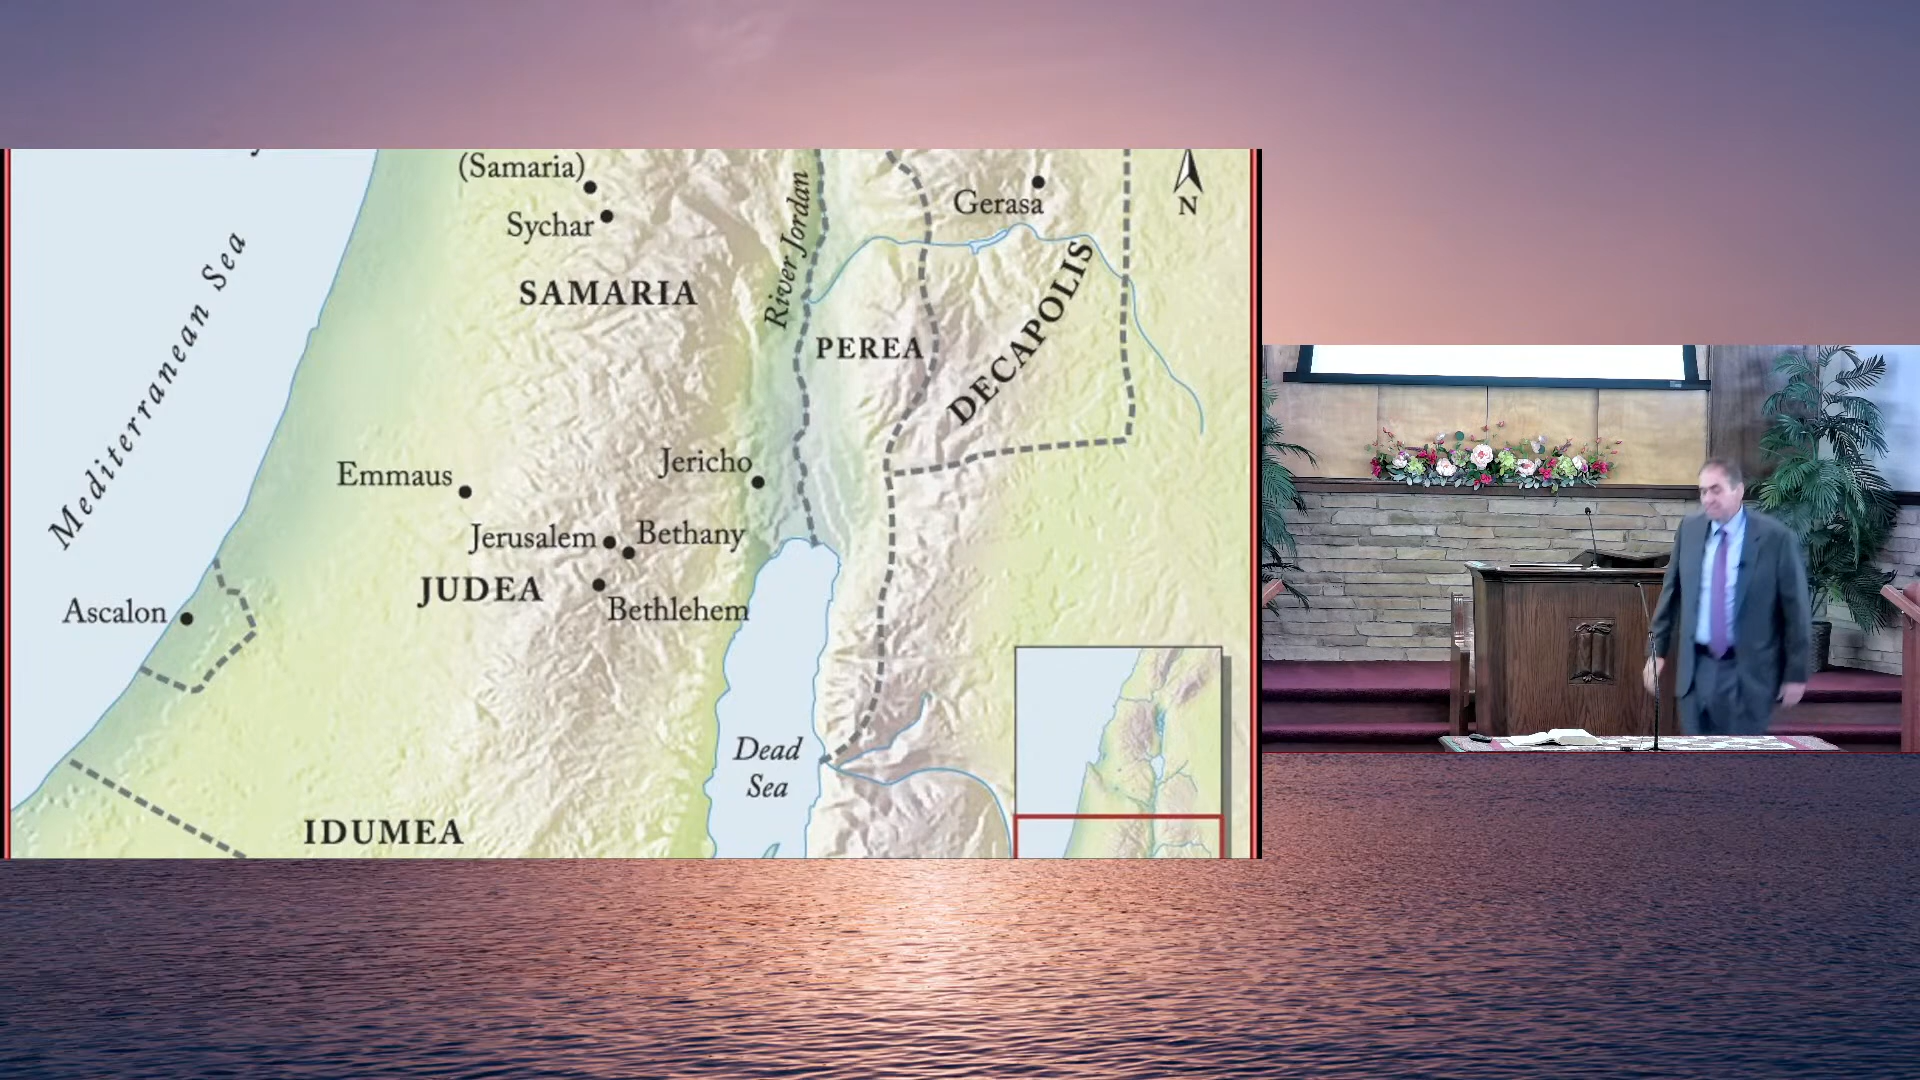 (Samaria)
Sychar
Gerasa
N
River Jordan
Mediterranean Sea
SAMARIA
PEREA
DECAPOLIS
Jericho
Emmaus
Jerusalem
Bethany
JUDEA
Bethlehem
Ascalon
Dead
Sea
IDUMEA